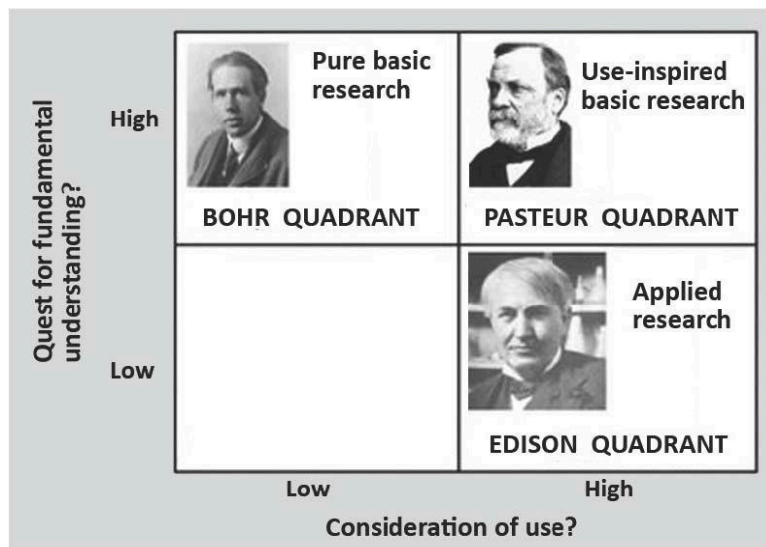 Quest for fundamental
understanding?
High
Pure basic
research
BOHR QUADRANT
Use-inspired
basic research
PASTEUR QUADRANT
Low
Applied
research
EDISON QUADRANT
Low
High
Consideration of use?